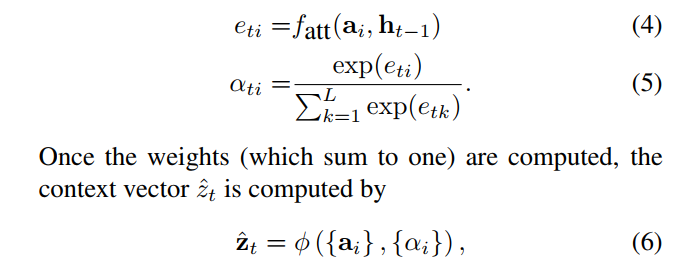 e_{ti} = f_{att}(a_i, h_{t−1}) (4)
α_{ti} = exp(e_{ti}) / ∑_{k=1}^{L} exp(e_{tk}) . (5)
Once the weights (which sum to one) are computed, the
context vector ẑ_t is computed by
ẑ_t = ϕ ({a_i} , {α_i}) , (6)